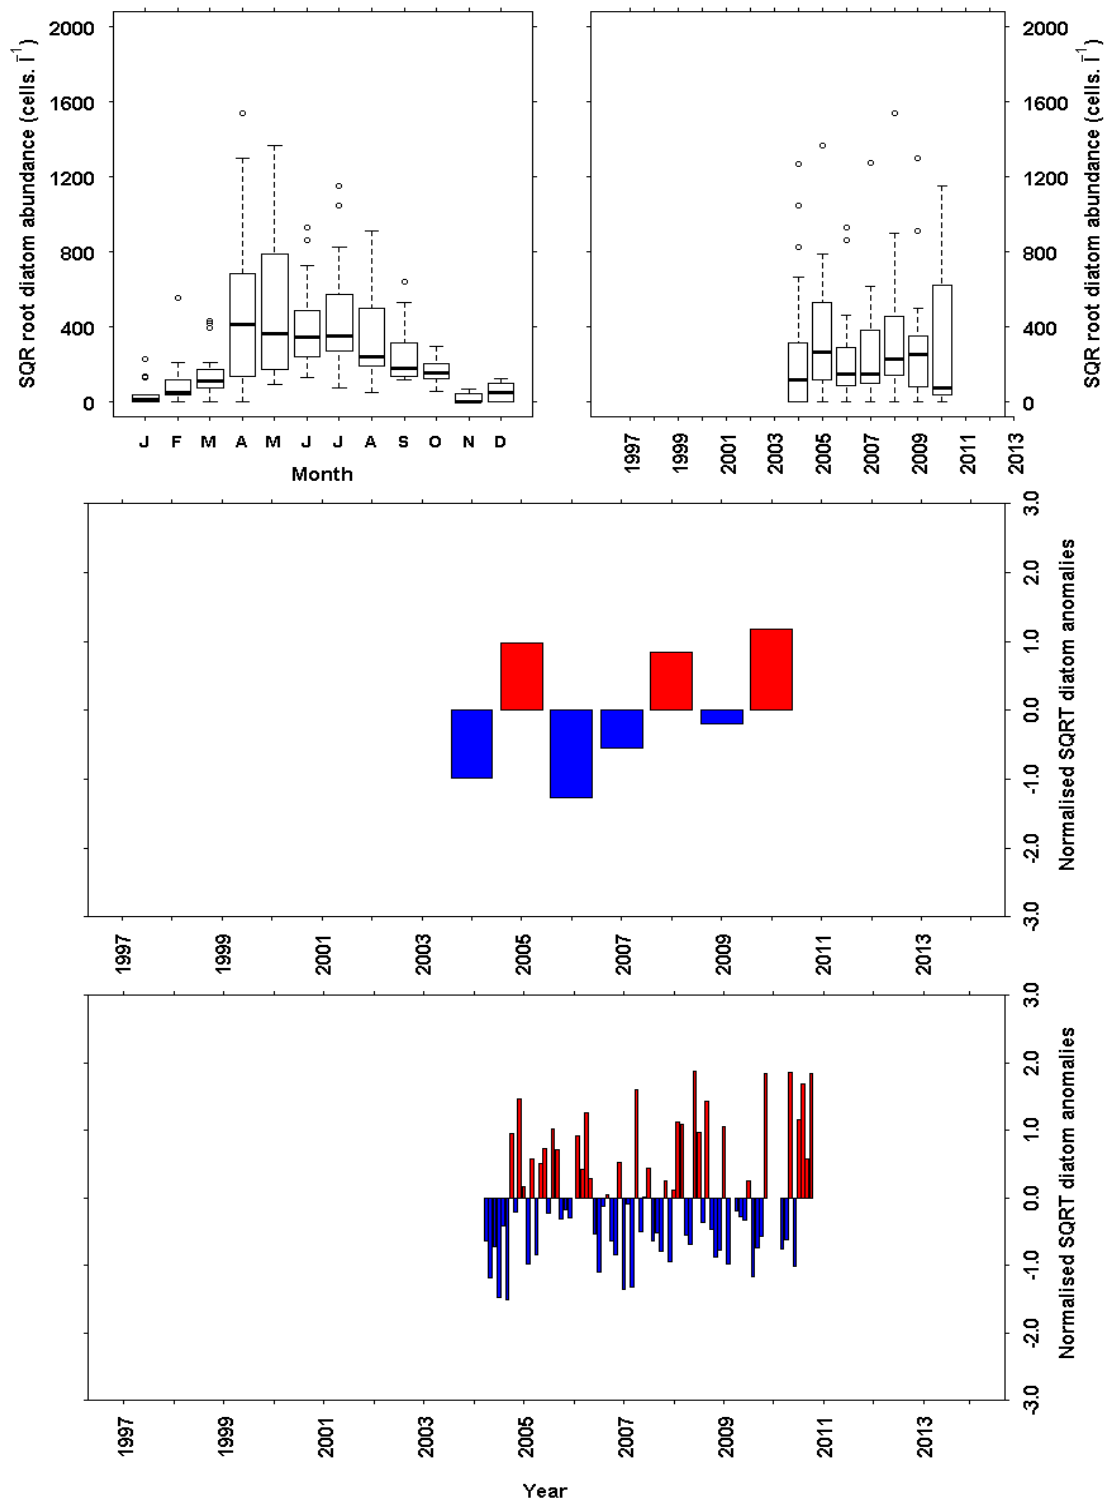 SQR root diatom abundance (cells. l⁻¹)
2000
1600
1200
800
400
0
J F M A M J J A S O N D
Month
2000
1600
1200
800
400
0
SQR root diatom abundance (cells. l⁻¹)
1997 1999 2001 2003 2005 2007 2009 2011 2013
3.0
2.0
1.0
0.0
-1.0
-2.0
-3.0
Normalised SQRT diatom anomalies
1997 1999 2001 2003 2005 2007 2009 2011 2013
3.0
2.0
1.0
0.0
-1.0
-2.0
-3.0
Normalised SQRT diatom anomalies
1997 1999 2001 2003 2005 2007 2009 2011 2013
Year